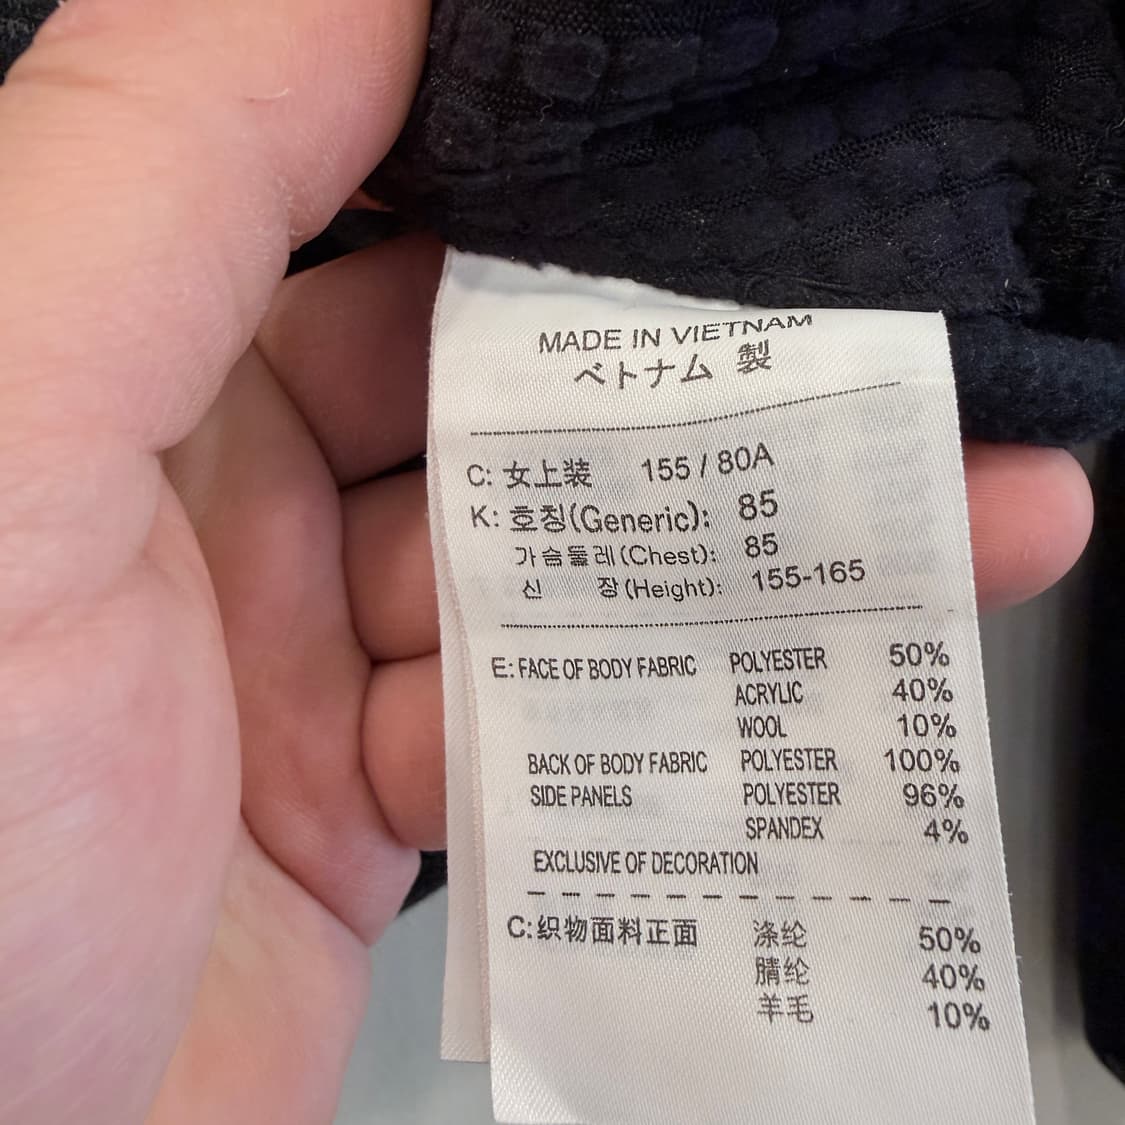 MADE IN VIETNAM
ベトナム 製
C: 女上装 155 / 80A
K: 호칭(Generic): 85
가슴둘레(Chest): 85
신 장(Height): 155-165
E: FACE OF BODY FABRIC POLYESTER 50%
ACRYLIC 40%
WOOL 10%
BACK OF BODY FABRIC POLYESTER 100%
SIDE PANELS POLYESTER 96%
SPANDEX 4%
EXCLUSIVE OF DECORATION
C:织物面料正面 涤纶 50%
腈纶 40%
羊毛 10%